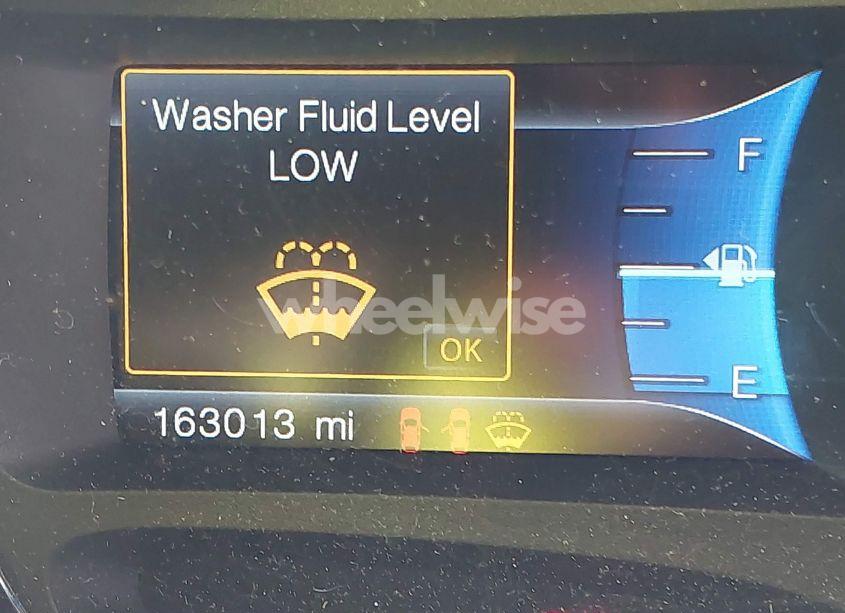 Washer Fluid Level
LOW
F
wheelwise
OK
E
163013 mi